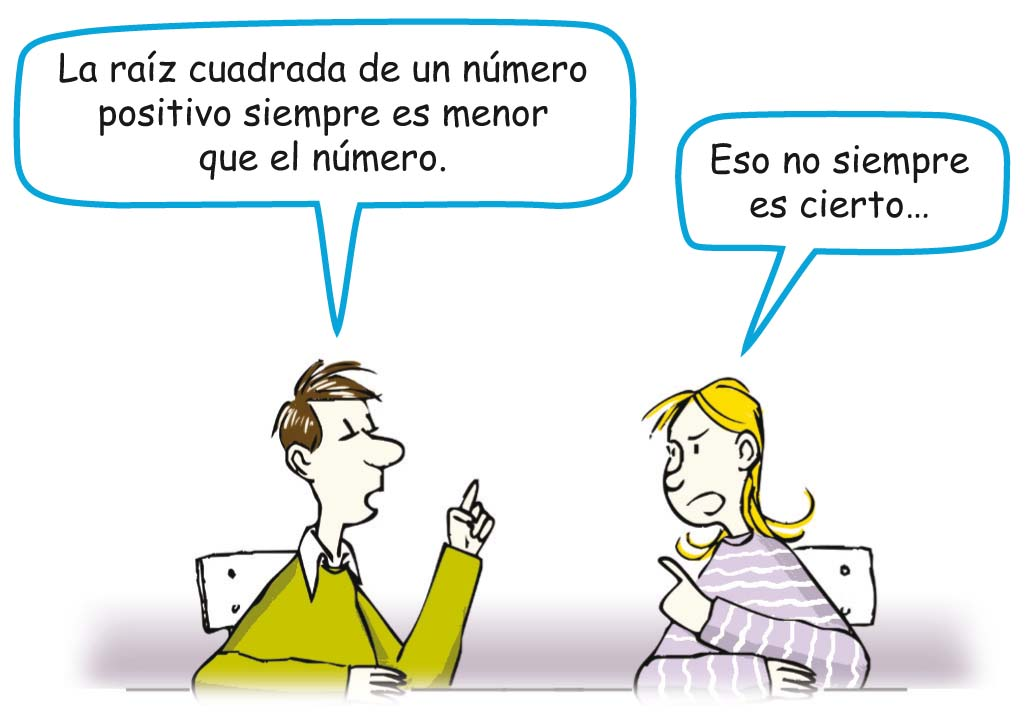 La raíz cuadrada de un número
positivo siempre es menor
que el número.
Eso no siempre
es cierto...